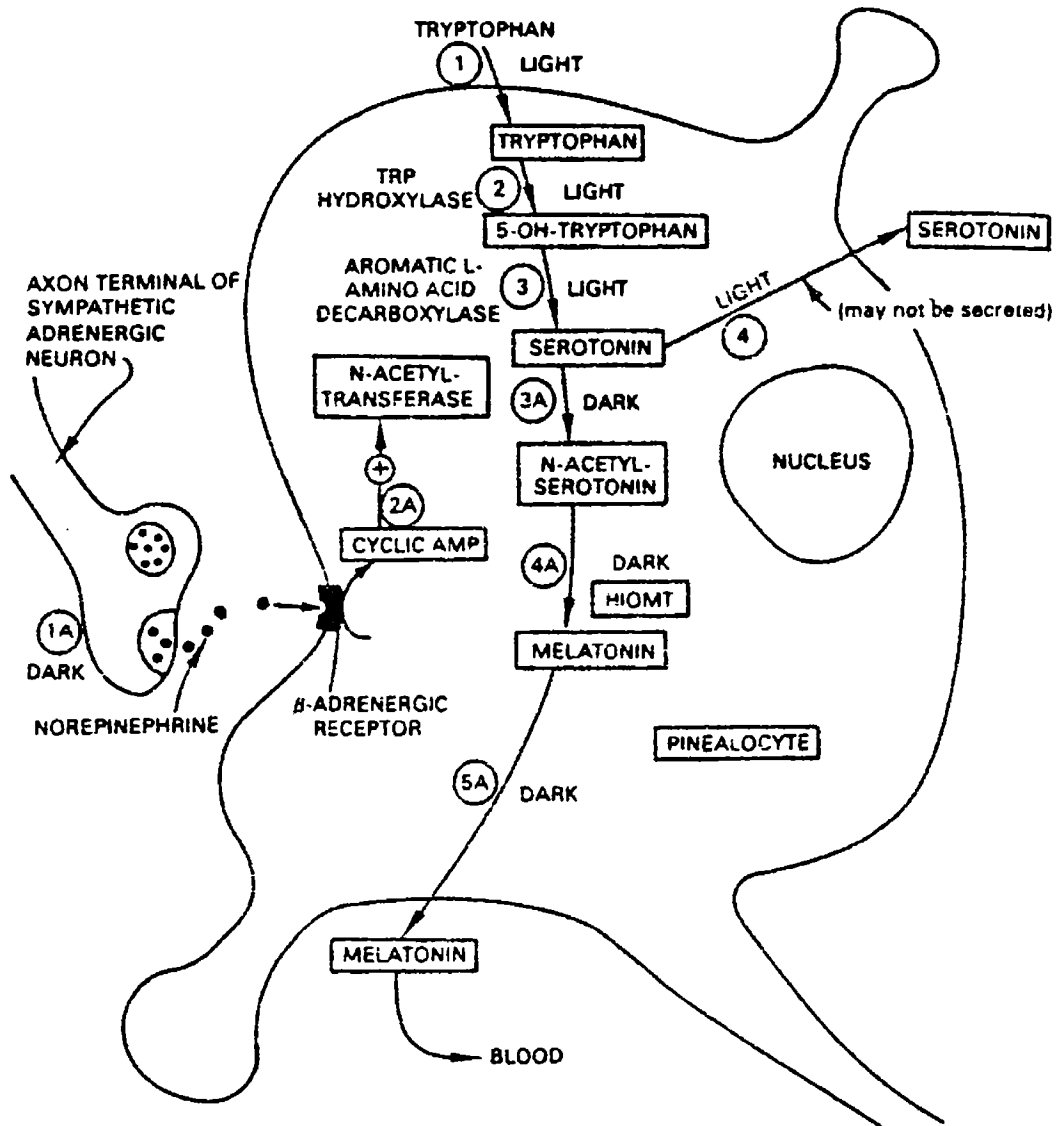 TRYPTOPHAN
1 LIGHT
TRYPTOPHAN
TRP
HYDROXYLASE
2 LIGHT
5-OH-TRYPTOPHAN
AROMATIC L-
AMINO ACID
DECARBOXYLASE
3 LIGHT
SEROTONIN
LIGHT
4
SEROTONIN
(may not be secreted)
AXON TERMINAL OF
SYMPATHETIC
ADRENERGIC
NEURON
N-ACETYL-
TRANSFERASE
+
2A
CYCLIC AMP
3A DARK
N-ACETYL-
SEROTONIN
NUCLEUS
4A DARK
HIOMT
MELATONIN
1A
DARK
NOREPINEPHRINE
β-ADRENERGIC
RECEPTOR
PINEALOCYTE
5A DARK
MELATONIN
BLOOD